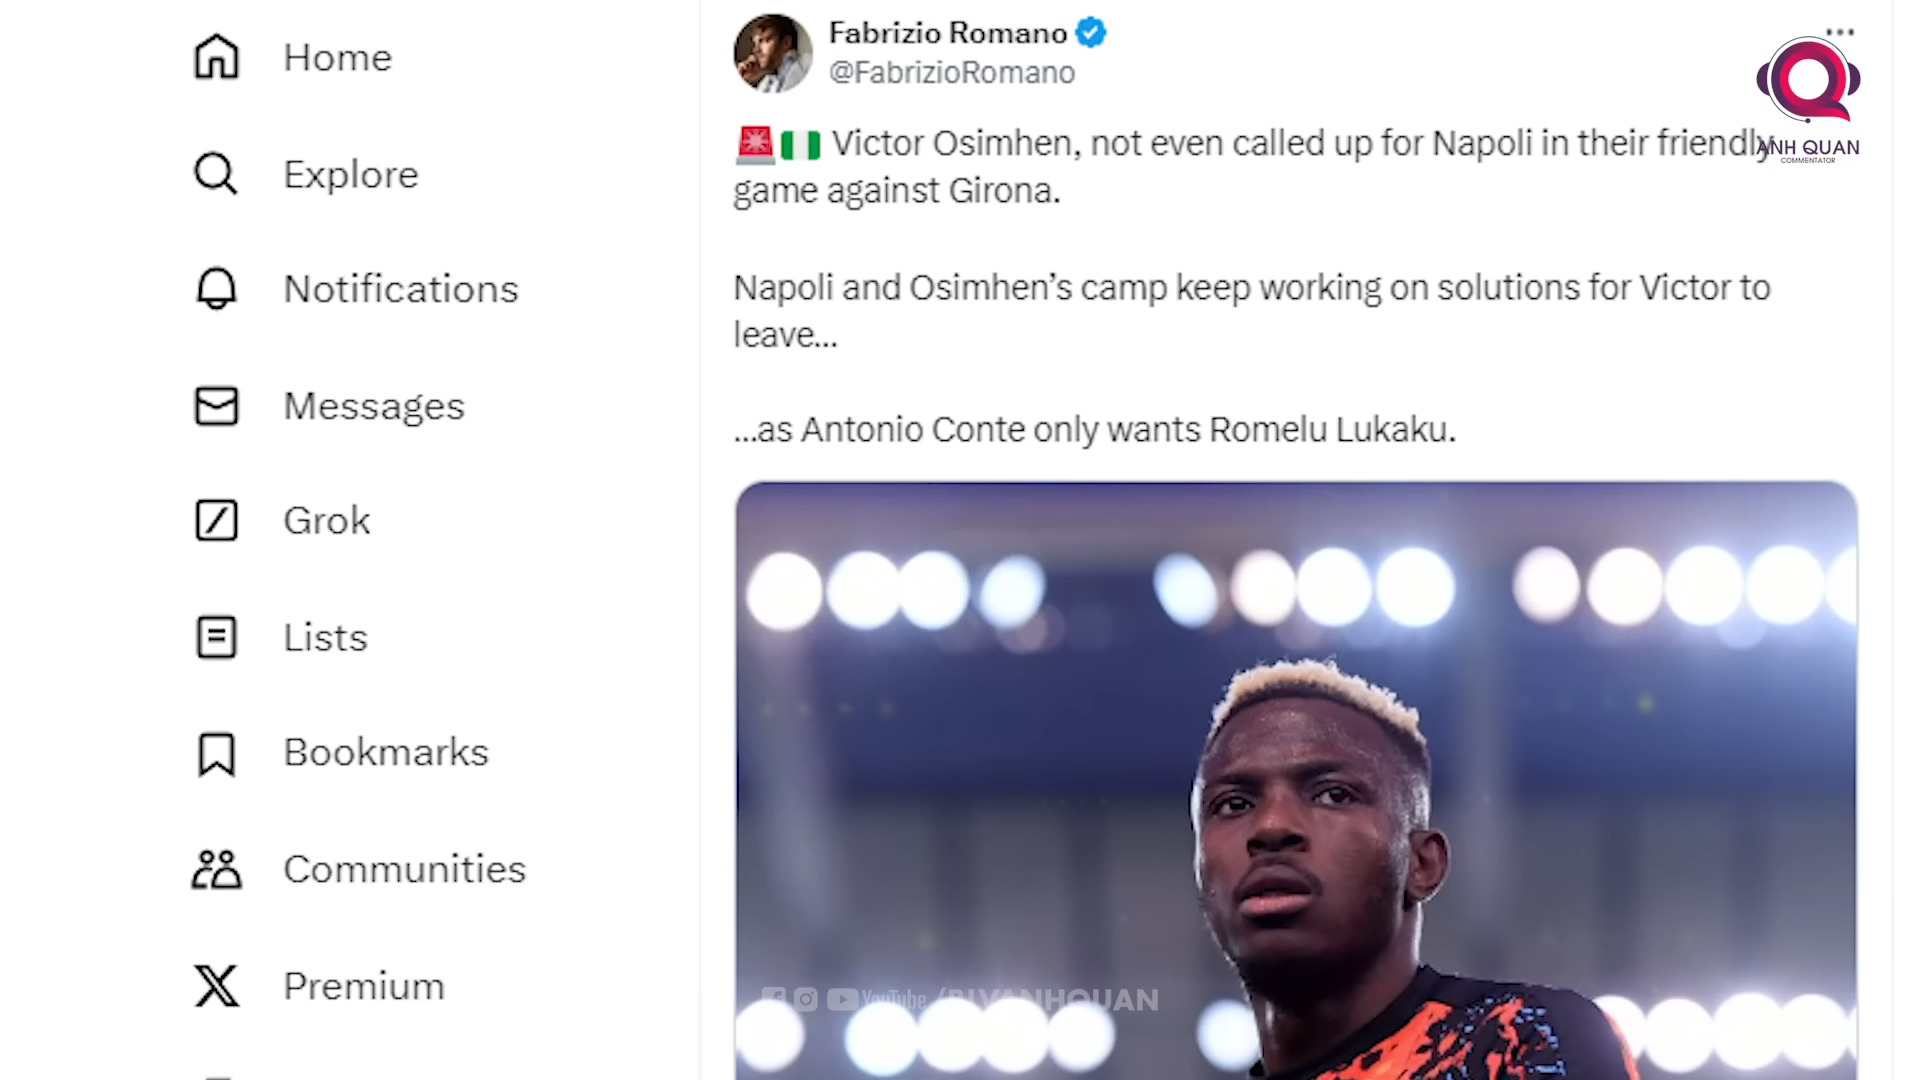 Home
Explore
Notifications
Messages
Grok
Lists
Bookmarks
Communities
Premium
Fabrizio Romano
@FabrizioRomano
Victor Osimhen, not even called up for Napoli in their friendly
game against Girona.
Napoli and Osimhen’s camp keep working on solutions for Victor to
leave...
...as Antonio Conte only wants Romelu Lukaku.
ANH QUAN
COMMENTATOR
YouTube /BLVANHQUAN